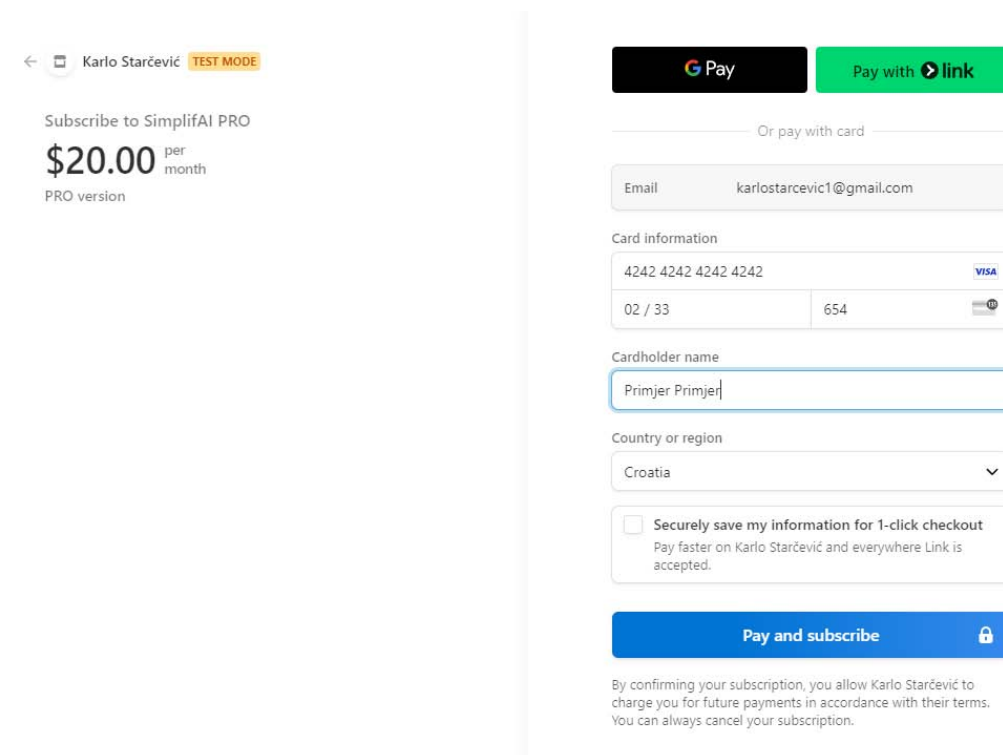 Karlo Starčević TEST MODE
Subscribe to SimplifAI PRO
$20.00 per
month
PRO version
G Pay
Pay with link
Or pay with card
Email karlostarcevic1@gmail.com
Card information
4242 4242 4242 4242 VISA
02 / 33 654
Cardholder name
Primjer Primjer
Country or region
Croatia
Securely save my information for 1-click checkout
Pay faster on Karlo Starčević and everywhere Link is
accepted.
Pay and subscribe
By confirming your subscription, you allow Karlo Starčević to
charge you for future payments in accordance with their terms.
You can always cancel your subscription.